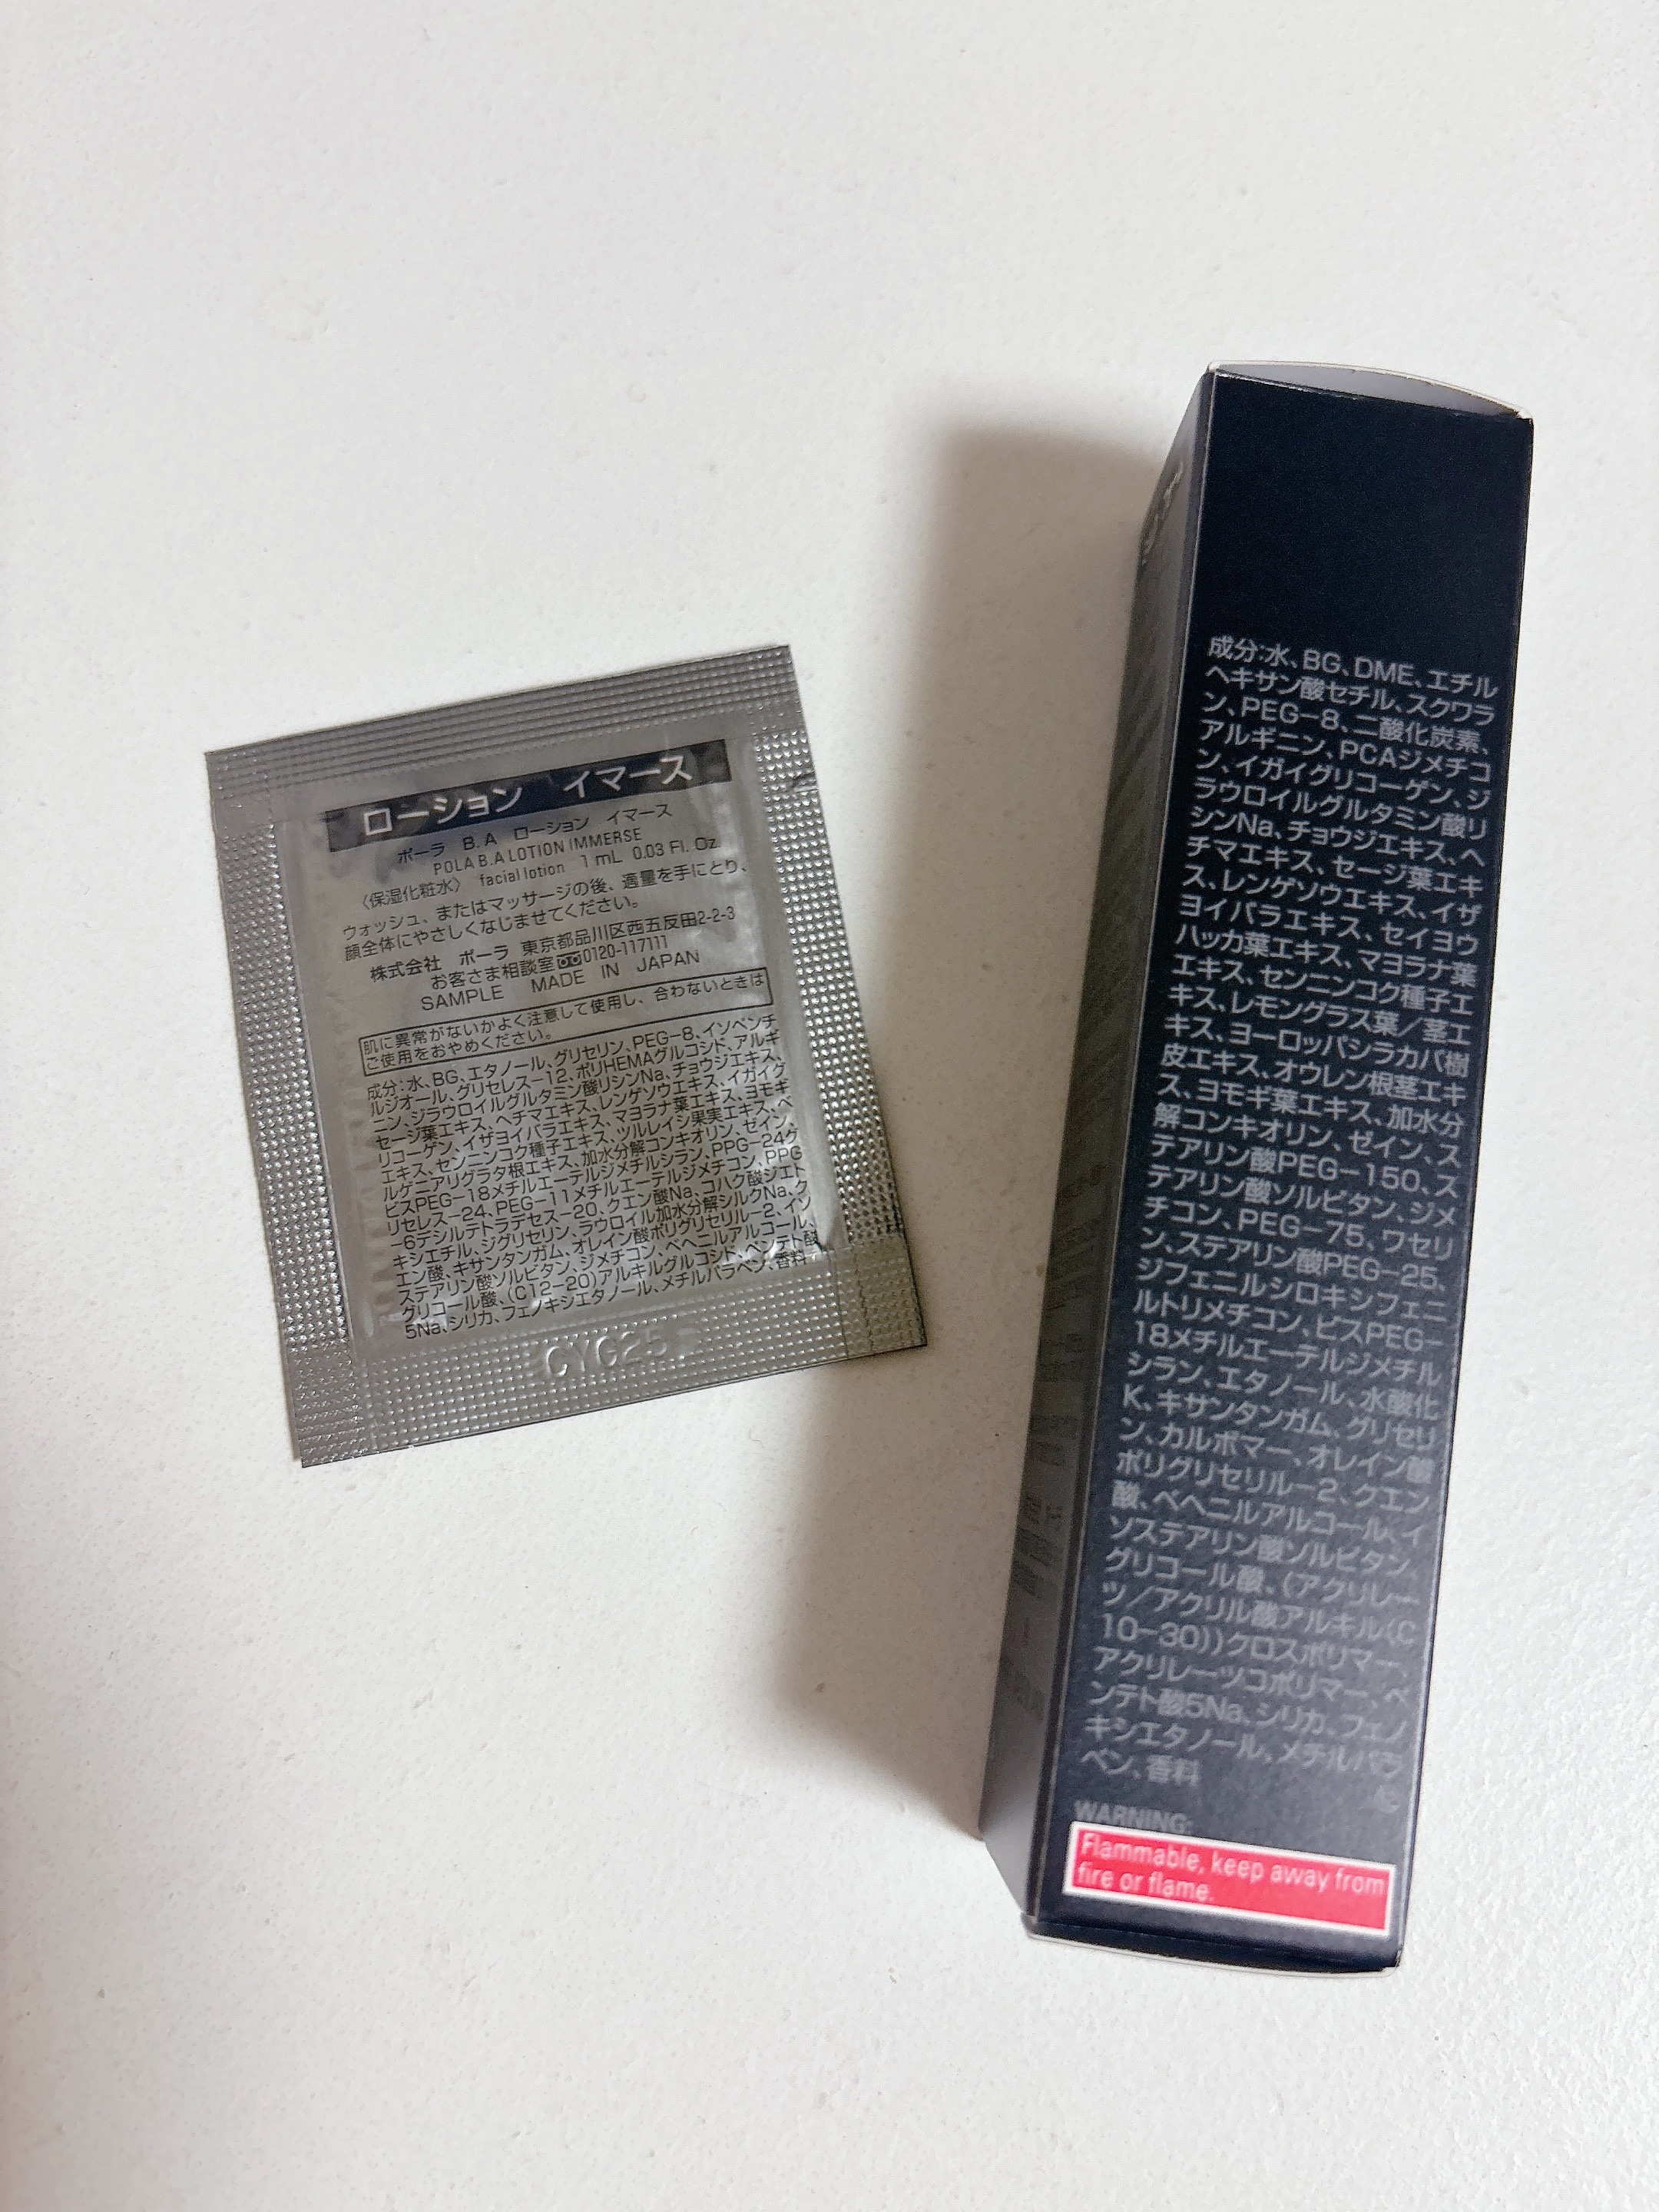 ローション イマース
ポーラ B.A ローション イマース
POLA B.A LOTION IMMERSE
〈保湿化粧水〉 facial lotion 1 mL 0.03 Fl. Oz
ウォッシュ、またはマッサージの後、適量を手にとり、
顔全体にやさしくなじませてください。
株式会社 ポーラ 東京都品川区西五反田2-2-3
お客さま相談室 0120-117111
SAMPLE MADE IN JAPAN
肌に異常がないかよく注意して使用し、合わないときは
ご使用をおやめください。
成分:水、BG、エタノール、グリセリン、PEG-8、イソペンチ
ルジオール、グリセレス-12、ポリHEMAグルコシド、アルギ
ニン、ジラウロイルグルタミン酸リシンNa、チョウジエキス、
セージ葉エキス、ヘチマエキス、レンゲソウエキス、イガイグ
リコーゲン、イザヨイバラエキス、マヨラナ葉エキス、ヨモギ
エキス、センニンコク種子エキス、ツルレイシ果実エキス、ベ
ルゲニアリグラタ根エキス、加水分解コンキオリン、ゼイン、
ビスPEG-18メチルエーテルジメチルシラン、PPG-24グ
リセレス-24、PEG-11メチルエーテルジメチコン、PPG
-6デシルテトラデセス-20、クエン酸Na、コハク酸ジエト
キシエチル、ジグリセリン、ラウロイル加水分解シルクNa、ク
エン酸、キサンタンガム、オレイン酸ポリグリセリル-2、イソ
ステアリン酸ソルビタン、ジメチコン、ベヘニルアルコール、
グリコール酸、(C12-20)アルキルグルコシド、ペンテト酸
5Na、シリカ、フェノキシエタノール、メチルパラベン、香料
成分:水、BG、DME、エチル
ヘキサン酸セチル、スクワラ
ン、PEG-8、二酸化炭素、
アルギニン、PCAジメチコ
ン、イガイグリコーゲン、ジ
ラウロイルグルタミン酸リ
シンNa、チョウジエキス、ヘ
チマエキス、セージ葉エキ
ス、レンゲソウエキス、イザ
ヨイバラエキス、セイヨウ
ハッカ葉エキス、マヨラナ葉
エキス、センニンコク種子エ
キス、レモングラス葉/茎エ
キス、ヨーロッパシラカバ樹
皮エキス、オウレン根茎エキ
ス、ヨモギ葉エキス、加水分
解コンキオリン、ゼイン、ス
テアリン酸PEG-150、ス
テアリン酸ソルビタン、ジメ
チコン、PEG-75、ワセリ
ン、ステアリン酸PEG-25、
ジフェニルシロキシフェニ
ルトリメチコン、ビスPEG-
18メチルエーテルジメチル
シラン、エタノール、水酸化
K、キサンタンガム、グリセリ
ン、カルボマー、オレイン酸
ポリグリセリル-2、クエン
酸、ベヘニルアルコール、イ
ソステアリン酸ソルビタン、
グリコール酸、(アクリレー
ツ/アクリル酸アルキル(C
10-30))クロスポリマー、
アクリレーツコポリマー、ペ
ンテト酸5Na、シリカ、フェノ
キシエタノール、メチルパラ
ベン、香料
WARNING:
Flammable, keep away from
fire or flame.